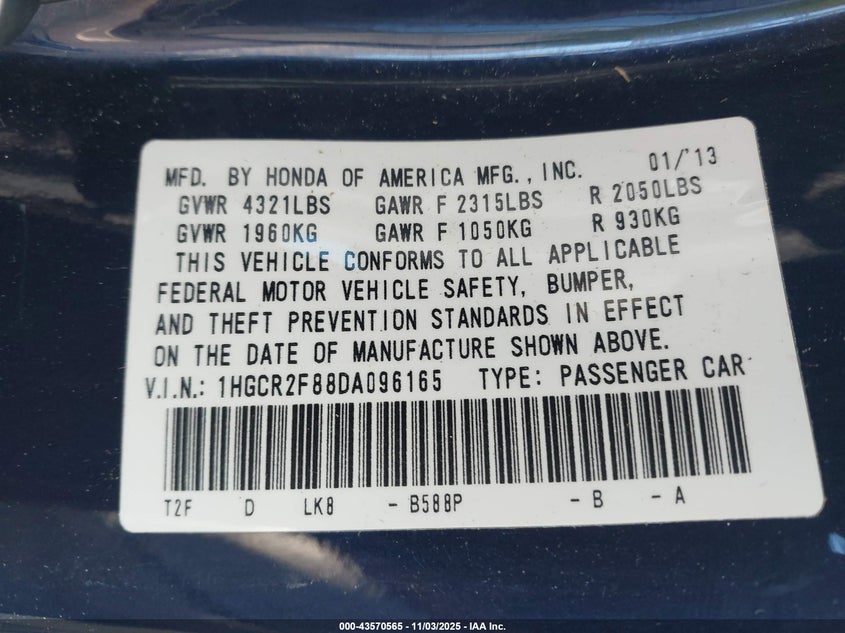 MFD. BY HONDA OF AMERICA MFG., INC. 01/'13
GVWR 4321LBS GAWR F 2315LBS R 2050LBS
GVWR 1960KG GAWR F 1050KG R 930KG
THIS VEHICLE CONFORMS TO ALL APPLICABLE
FEDERAL MOTOR VEHICLE SAFETY, BUMPER,
AND THEFT PREVENTION STANDARDS IN EFFECT
ON THE DATE OF MANUFACTURE SHOWN ABOVE.
V.I.N.: 1HGCR2F88DA096165 TYPE: PASSENGER CAR
T2F D LK8 - B588P - B - A
000-43570565 - 11/03/2025 - IAA Inc.